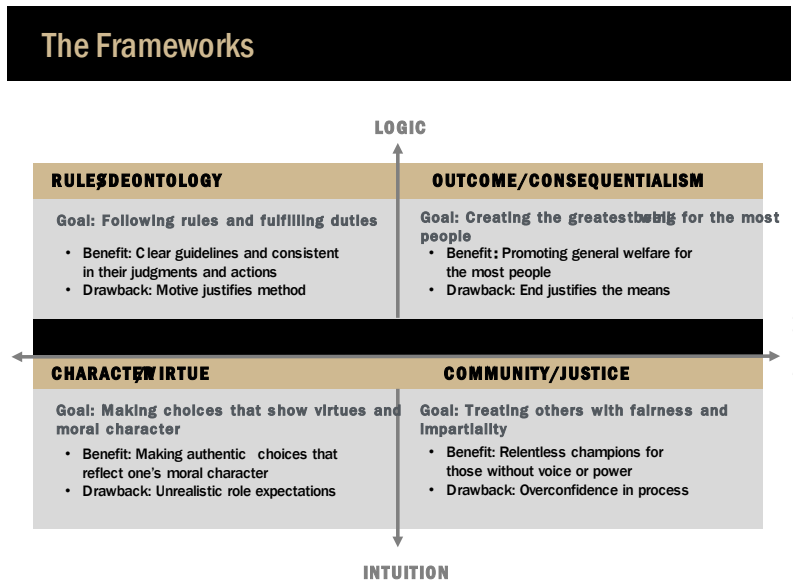 The Frameworks
LOGIC
RULES/DEONTOLOGY
Goal: Following rules and fulfilling duties
• Benefit: Clear guidelines and consistent
in their judgments and actions
• Drawback: Motive justifies method
OUTCOME/CONSEQUENTIALISM
Goal: Creating the greatest for the most
people
• Benefit: Promoting general welfare for
the most people
• Drawback: End justifies the means
CHARACTER/VIRTUE
Goal: Making choices that show virtues and
moral character
• Benefit: Making authentic choices that
reflect one's moral character
• Drawback: Unrealistic role expectations
COMMUNITY/JUSTICE
Goal: Treating others with fairness and
impartiality
• Benefit: Relentless champions for
those without voice or power
• Drawback: Overconfidence in process
INTUITION